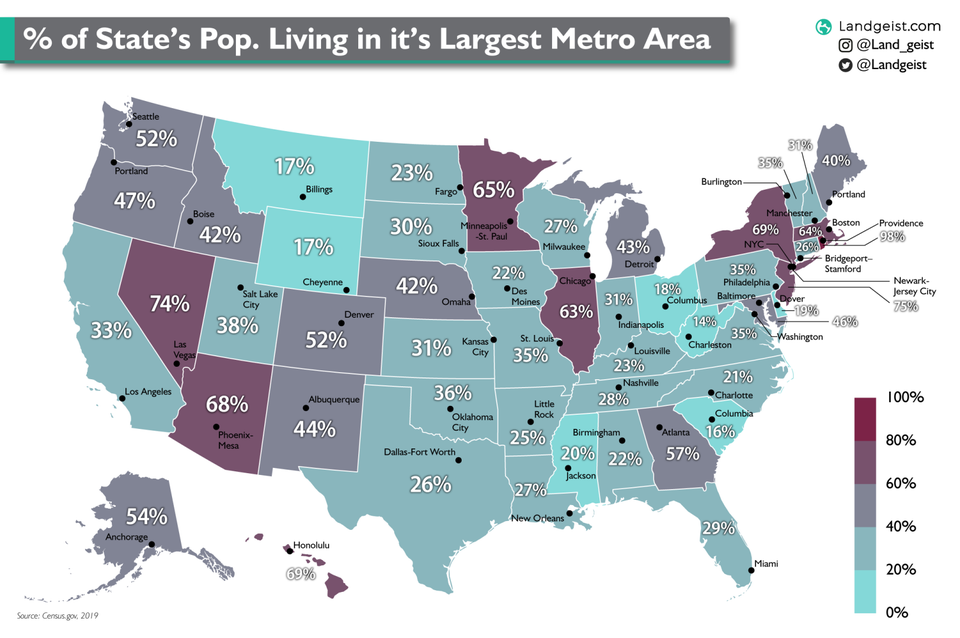 % of State's Pop. Living in it's Largest Metro Area
Landgeist.com
@Land_geist
@Landgeist
Seattle
52%
Portland
47%
Boise
42%
17%
Billings
17%
Cheyenne
23%
Fargo
30%
Sioux Falls
65%
Minneapolis
-St. Paul
27%
Milwaukee
43%
Detroit
31%
35%
40%
Burlington
Portland
Manchester
Boston
64%
Providence
98%
69%
NYC
26%
Bridgeport-
Stamford
Newark-
Jersey City
75%
35%
Philadelphia
Baltimore
Dover
19%
46%
Washington
35%
74%
Las
Vegas
33%
Los Angeles
Salt Lake
City
38%
Denver
52%
42%
Omaha
22%
Des
Moines
Chicago
63%
31%
Indianapolis
18%
Columbus
14%
Charleston
31%
Kansas
City
St. Louis
35%
Louisville
23%
Nashville
28%
21%
Charlotte
Columbia
16%
68%
Phoenix-
Mesa
Albuquerque
44%
36%
Oklahoma
City
Little
Rock
25%
Dallas-Fort Worth
26%
27%
New Orleans
20%
Jackson
Birmingham
22%
Atlanta
57%
29%
Miami
54%
Anchorage
Honolulu
69%
100%
80%
60%
40%
20%
0%
Source: Census.gov, 2019